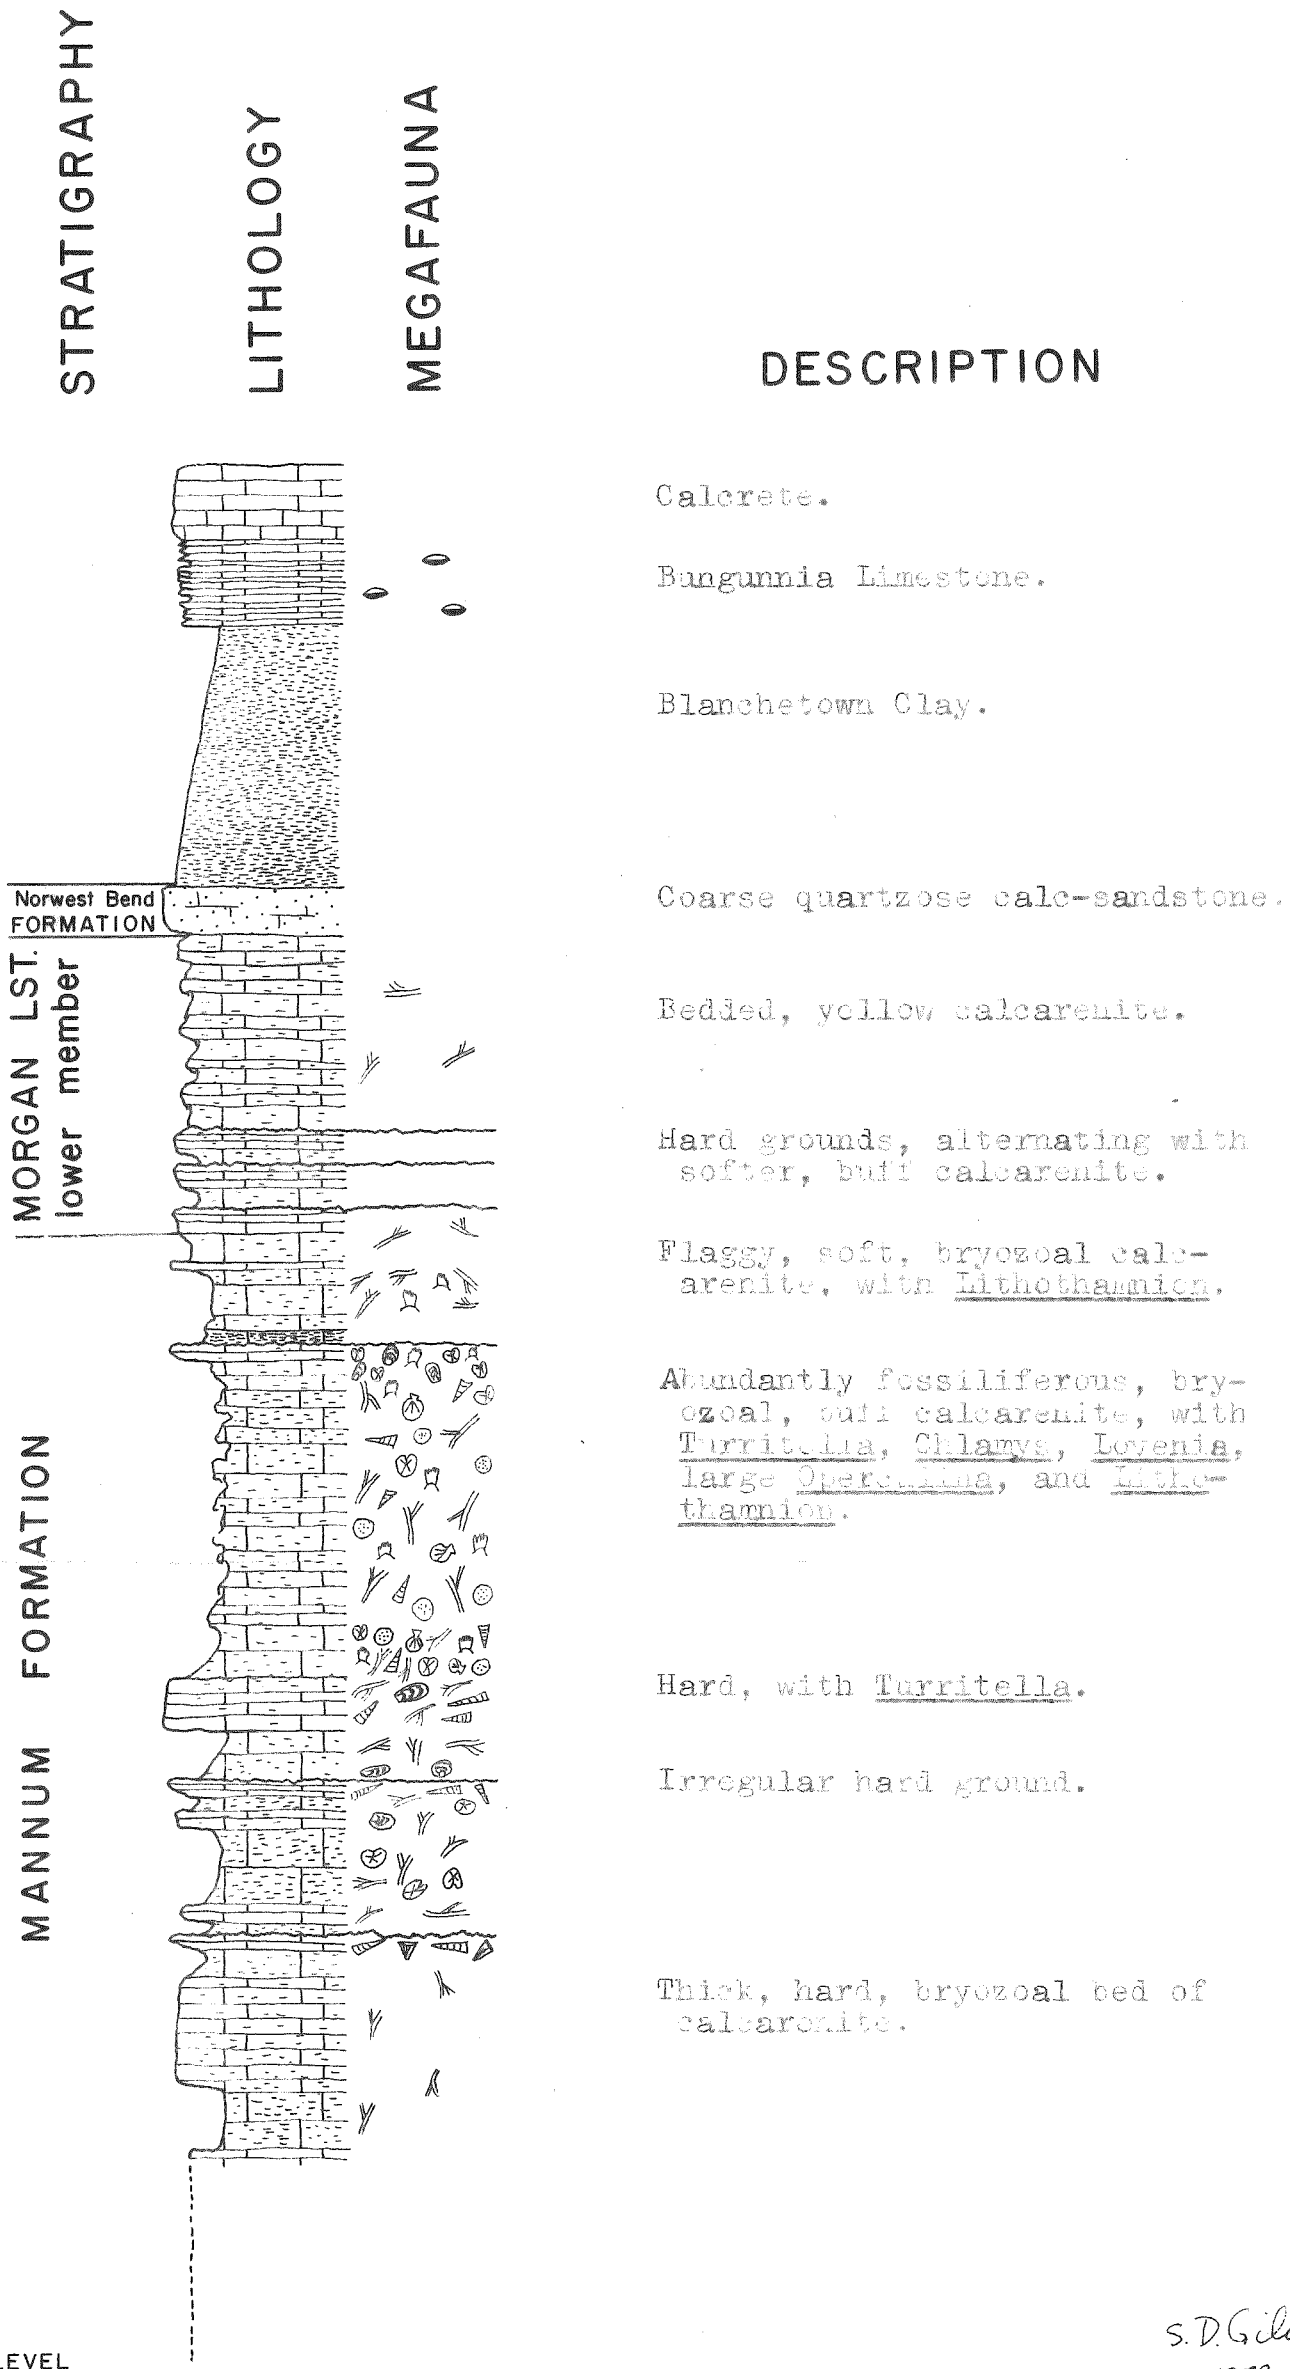 STRATIGRAPHY
LITHOLOGY
MEGAFAUNA
DESCRIPTION
Calcrete.
Bungunnia Limestone.
Blanchetown Clay.
Norwest Bend
FORMATION
Coarse quartzose calc-sandstone.
MORGAN LST.
lower member
Bedded, yellow calcarenite.
Hard grounds, alternating with
softer, buff calcarenite.
Flaggy, soft, bryozoal calc-
arenite, with Lithothamnion.
MANNUM FORMATION
Abundantly fossiliferous, bry-
ozoal, buff calcarenite, with
Turritella, Chlamys, Lovenia,
large Operculina, and Litho-
thamnion.
Hard, with Turritella.
Irregular hard ground.
Thick, hard, bryozoal bed of
calcarenite.
S.D.
LEVEL